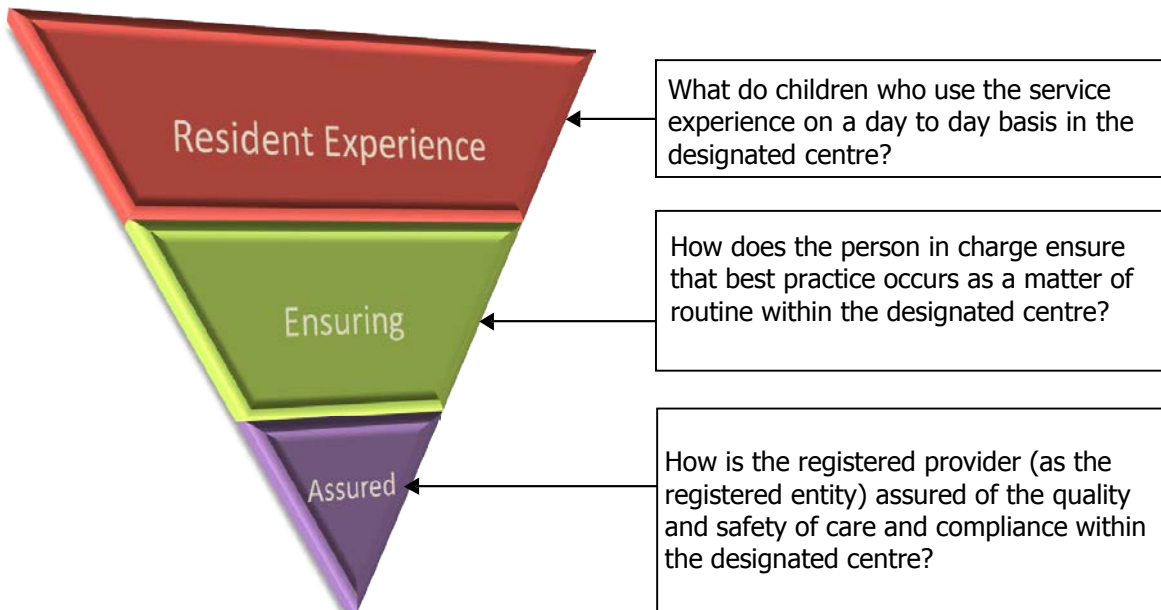 Resident Experience
What do children who use the service
experience on a day to day basis in the
designated centre?
Ensuring
How does the person in charge ensure
that best practice occurs as a matter of
routine within the designated centre?
Assured
How is the registered provider (as the
registered entity) assured of the quality
and safety of care and compliance within
the designated centre?